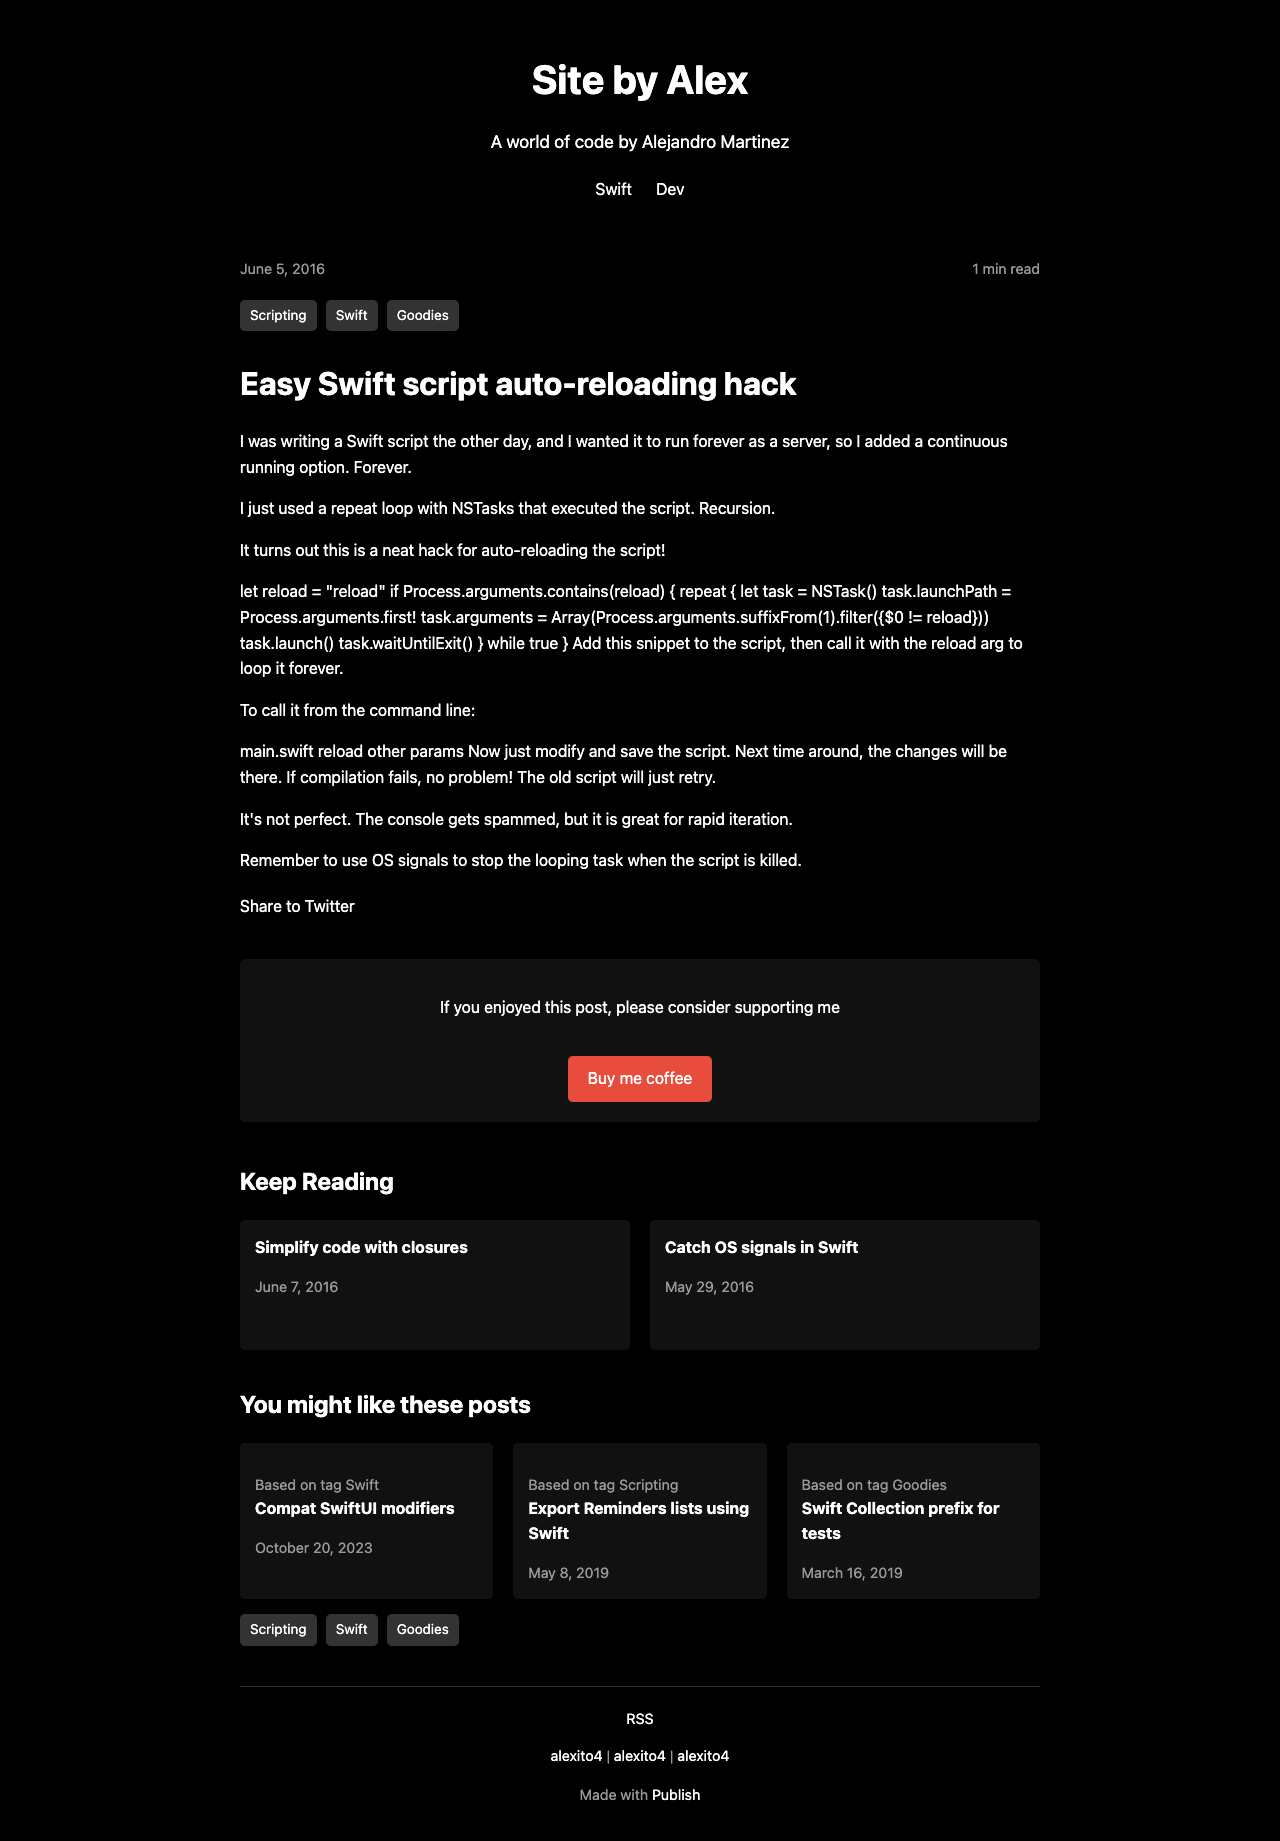 Site by Alex
A world of code by Alejandro Martinez
Swift Dev
June 5, 2016 1 min read
Scripting Swift Goodies
Easy Swift script auto-reloading hack
I was writing a Swift script the other day, and I wanted it to run forever as a server, so I added a continuous
running option. Forever.
I just used a repeat loop with NSTasks that executed the script. Recursion.
It turns out this is a neat hack for auto-reloading the script!
let reload = "reload" if Process.arguments.contains(reload) { repeat { let task = NSTask() task.launchPath =
Process.arguments.first! task.arguments = Array(Process.arguments.suffixFrom(1).filter({$0 != reload}))
task.launch() task.waitUntilExit() } while true } Add this snippet to the script, then call it with the reload arg to
loop it forever.
To call it from the command line:
main.swift reload other params Now just modify and save the script. Next time around, the changes will be
there. If compilation fails, no problem! The old script will just retry.
It's not perfect. The console gets spammed, but it is great for rapid iteration.
Remember to use OS signals to stop the looping task when the script is killed.
Share to Twitter
If you enjoyed this post, please consider supporting me
Buy me coffee
Keep Reading
Simplify code with closures
June 7, 2016
Catch OS signals in Swift
May 29, 2016
You might like these posts
Based on tag Swift
Compat SwiftUI modifiers
October 20, 2023
Based on tag Scripting
Export Reminders lists using
Swift
May 8, 2019
Based on tag Goodies
Swift Collection prefix for
tests
March 16, 2019
Scripting Swift Goodies
RSS
alexito4 | alexito4 | alexito4
Made with Publish